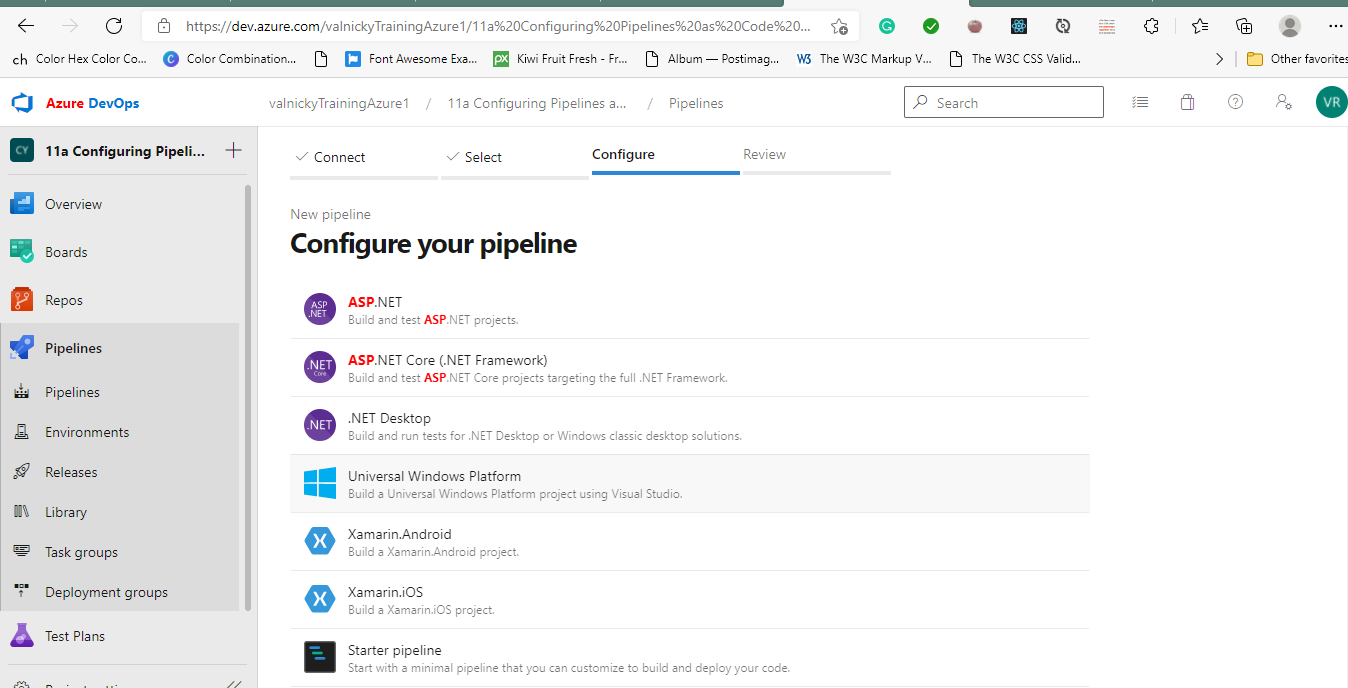 https://dev.azure.com/valnickyTrainingAzure1/11a%20Configuring%20Pipelines%20as%20Code%20...
ch Color Hex Color Co... C Color Combination... Font Awesome Exa... px Kiwi Fruit Fresh - Fr... Album — Postimag... W3 The W3C Markup V... The W3C CSS Valid... Other favorites
Azure DevOps valnickyTrainingAzure1 / 11a Configuring Pipelines a... / Pipelines Search VR
CY 11a Configuring Pipeli...
Overview
Boards
Repos
Pipelines
Pipelines
Environments
Releases
Library
Task groups
Deployment groups
Test Plans
Connect Select Configure Review
New pipeline
Configure your pipeline
ASP .NET
ASP.NET
Build and test ASP.NET projects.
.NET Core
ASP.NET Core (.NET Framework)
Build and test ASP.NET Core projects targeting the full .NET Framework.
.NET
.NET Desktop
Build and run tests for .NET Desktop or Windows classic desktop solutions.
Universal Windows Platform
Build a Universal Windows Platform project using Visual Studio.
Xamarin.Android
Build a Xamarin.Android project.
Xamarin.iOS
Build a Xamarin.iOS project.
Starter pipeline
Start with a minimal pipeline that you can customize to build and deploy your code.